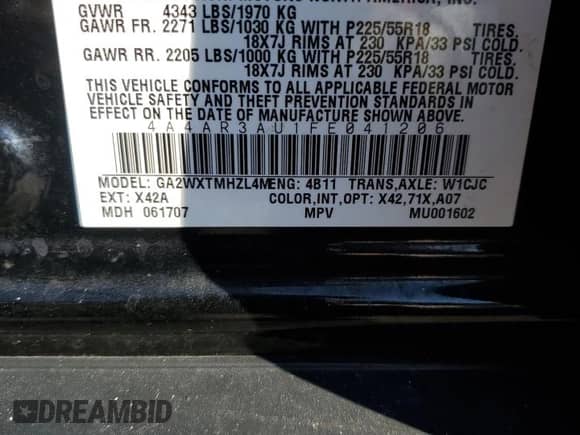 MOTORS NORTH AMERICA, INC.
GVWR 4343 LBS/1970 KG
GAWR FR. 2271 LBS/1030 KG WITH P225/55R18 TIRES,
18X7J RIMS AT 230 KPA/33 PSI COLD.
GAWR RR. 2205 LBS/1000 KG WITH P225/55R18 TIRES,
18X7J RIMS AT 230 KPA/33 PSI COLD.
THIS VEHICLE CONFORMS TO ALL APPLICABLE FEDERAL MOTOR
VEHICLE SAFETY AND THEFT PREVENTION STANDARDS IN
EFFECT ON THE DATE OF MANUFACTURE SHOWN ABOVE.
4A4AR3AU1FE041206
MODEL: GA2WXTMHZL4M ENG: 4B11 TRANS,AXLE: W1CJC
EXT: X42A COLOR,INT,OPT: X42,71X,A07
MDH 061707 MPV MU001602
DREAMBID